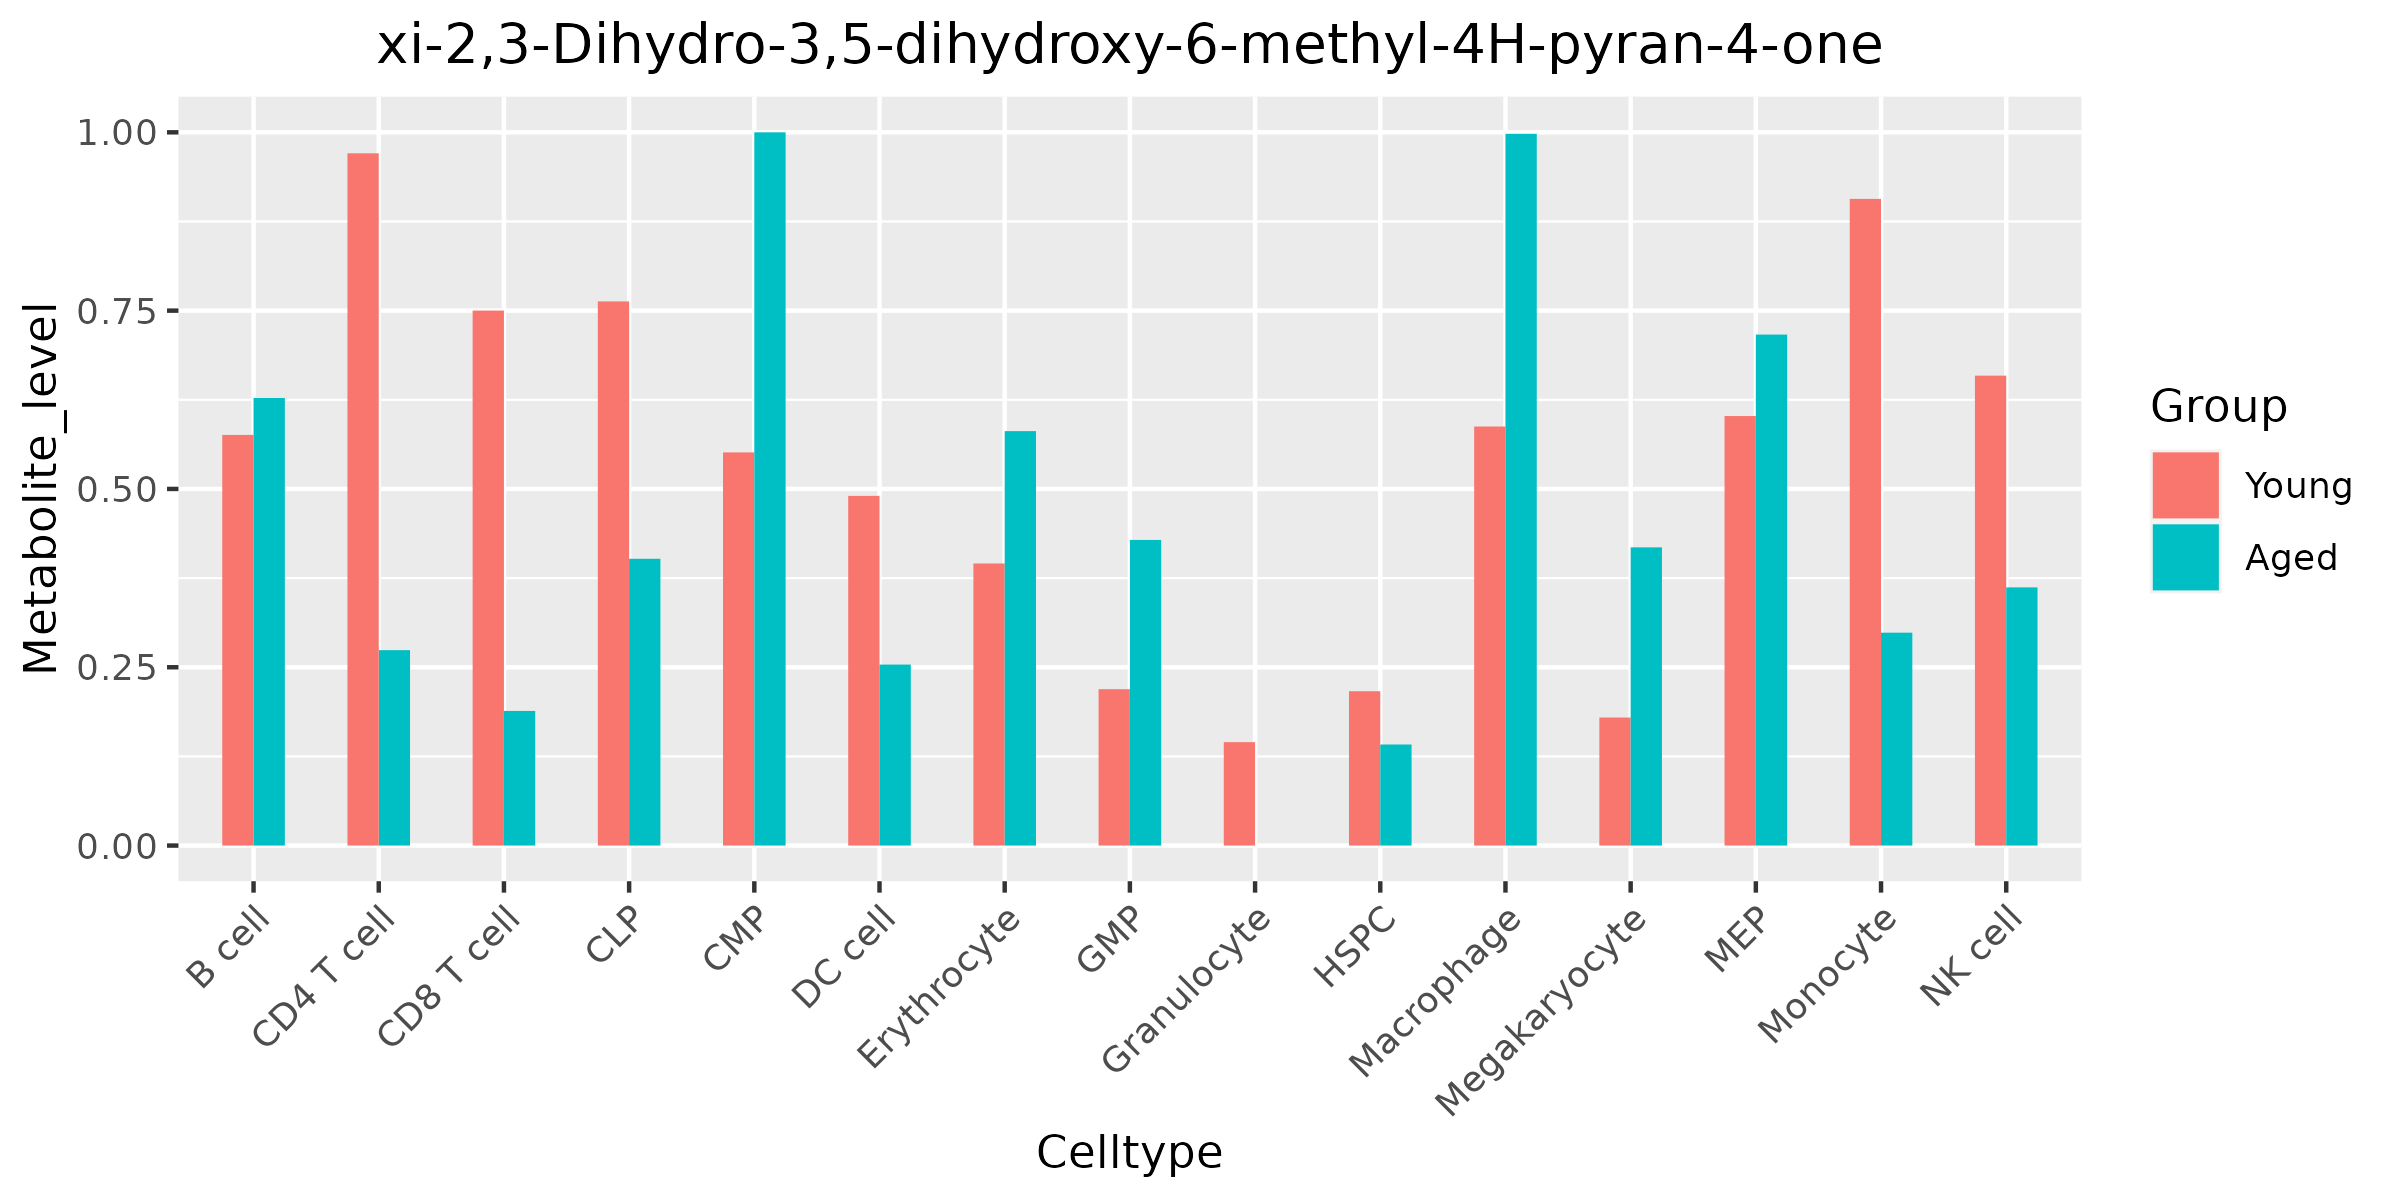 xi-2,3-Dihydro-3,5-dihydroxy-6-methyl-4H-pyran-4-one
Metabolite_level
1.00
0.75
0.50
0.25
0.00
B cell
CD4 T cell
CD8 T cell
CLP
CMP
DC cell
Erythrocyte
GMP
Granulocyte
HSPC
Macrophage
Megakaryocyte
MEP
Monocyte
NK cell
Celltype
Group
Young
Aged